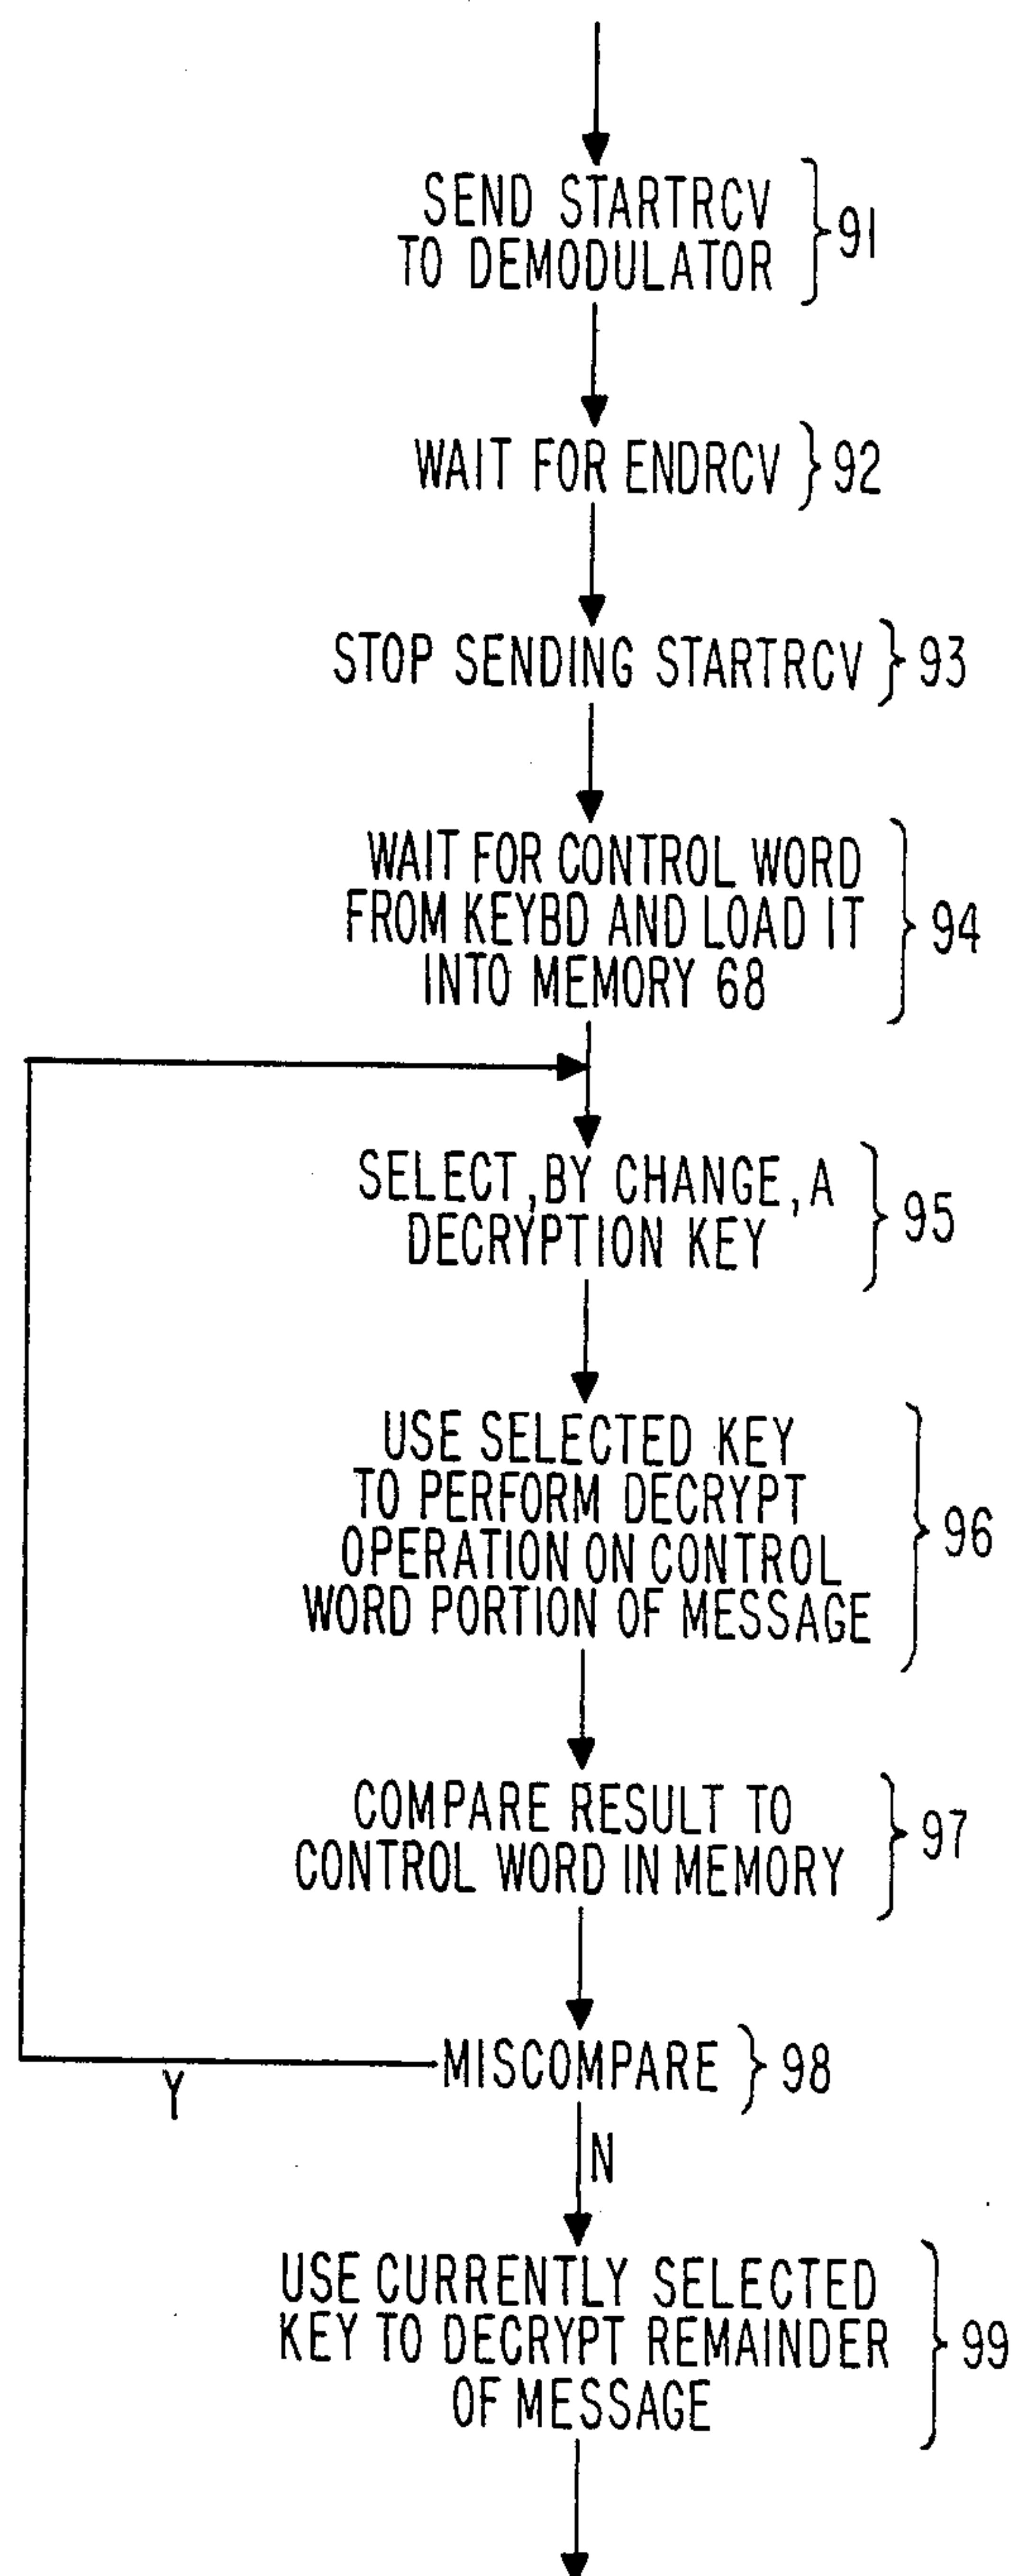 SEND STARTRCV
TO DEMODULATOR
91
WAIT FOR ENDRCV
92
STOP SENDING STARTRCV
93
WAIT FOR CONTROL WORD
FROM KEYBD AND LOAD IT
INTO MEMORY 68
94
SELECT, BY CHANGE, A
DECRYPTION KEY
95
USE SELECTED KEY
TO PERFORM DECRYPT
OPERATION ON CONTROL
WORD PORTION OF MESSAGE
96
COMPARE RESULT TO
CONTROL WORD IN MEMORY
97
MISCOMPARE
98
Y
N
USE CURRENTLY SELECTED
KEY TO DECRYPT REMAINDER
OF MESSAGE
99